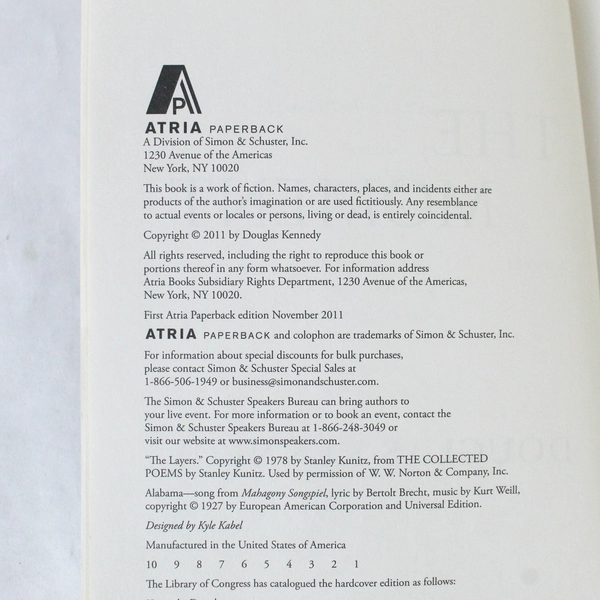 AP
ATRIA PAPERBACK
A Division of Simon & Schuster, Inc.
1230 Avenue of the Americas
New York, NY 10020
This book is a work of fiction. Names, characters, places, and incidents either are
products of the author's imagination or are used fictitiously. Any resemblance
to actual events or locales or persons, living or dead, is entirely coincidental.
Copyright © 2011 by Douglas Kennedy
All rights reserved, including the right to reproduce this book or
portions thereof in any form whatsoever. For information address
Atria Books Subsidiary Rights Department, 1230 Avenue of the Americas,
New York, NY 10020.
First Atria Paperback edition November 2011
ATRIA PAPERBACK and colophon are trademarks of Simon & Schuster, Inc.
For information about special discounts for bulk purchases,
please contact Simon & Schuster Special Sales at
1-866-506-1949 or business@simonandschuster.com.
The Simon & Schuster Speakers Bureau can bring authors to
your live event. For more information or to book an event, contact the
Simon & Schuster Speakers Bureau at 1-866-248-3049 or
visit our website at www.simonspeakers.com.
“The Layers.” Copyright © 1978 by Stanley Kunitz, from THE COLLECTED
POEMS by Stanley Kunitz. Used by permission of W. W. Norton & Company, Inc.
Alabama—song from Mahagony Songspiel, lyric by Bertolt Brecht, music by Kurt Weill,
copyright © 1927 by European American Corporation and Universal Edition.
Designed by Kyle Kabel
Manufactured in the United States of America
10 9 8 7 6 5 4 3 2 1
The Library of Congress has catalogued the hardcover edition as follows: